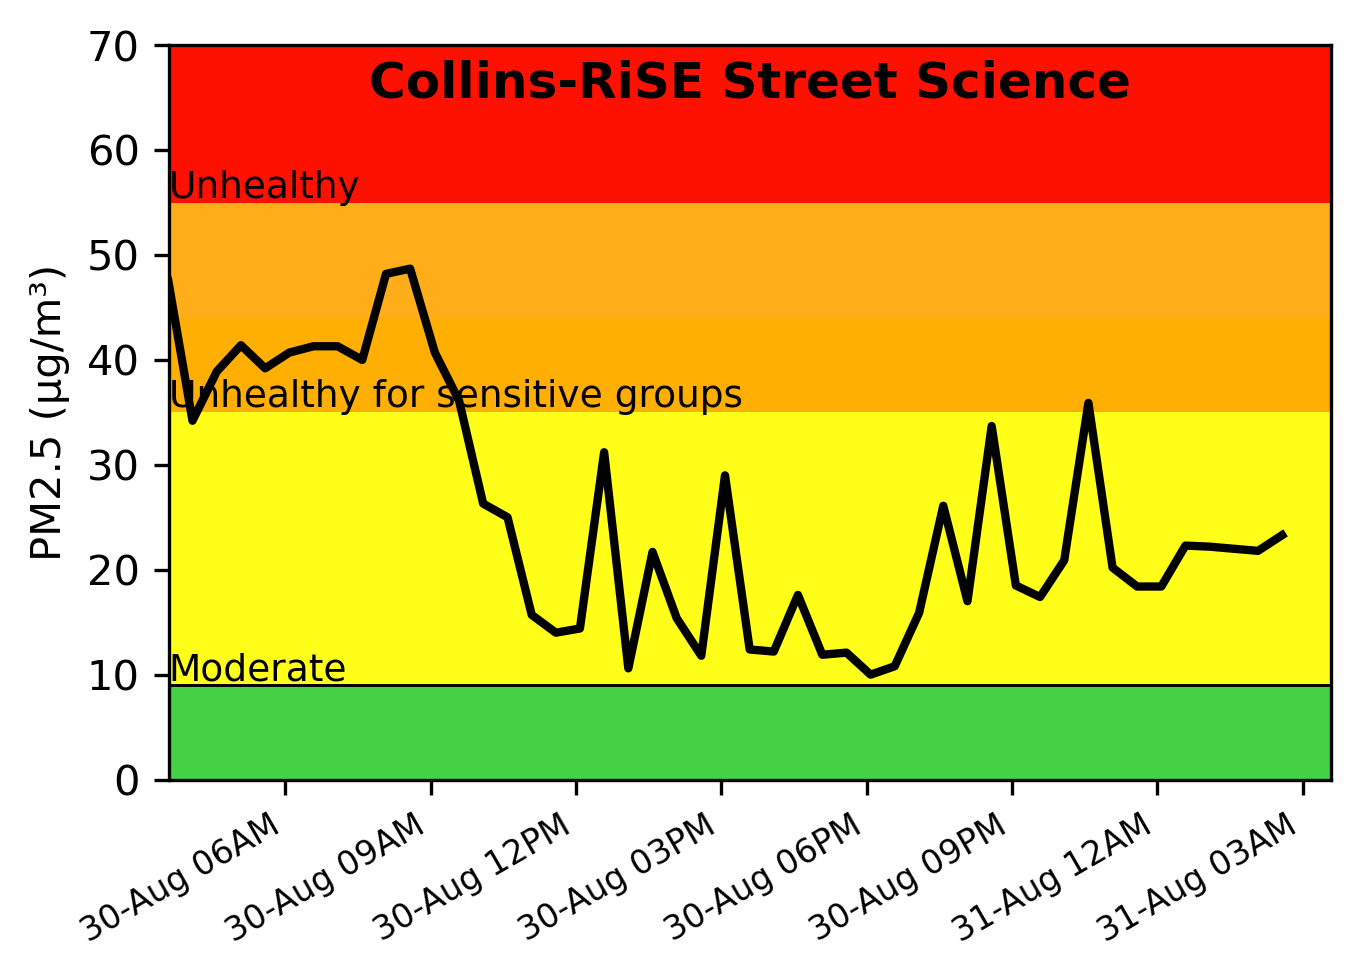 Collins-RiSE Street Science
70
60
Unhealthy
50
40
Unhealthy for sensitive groups
30
20
Moderate
10
0
PM2.5 (μg/m³)
30-Aug 06AM
30-Aug 09AM
30-Aug 12PM
30-Aug 03PM
30-Aug 06PM
30-Aug 09PM
31-Aug 12AM
31-Aug 03AM